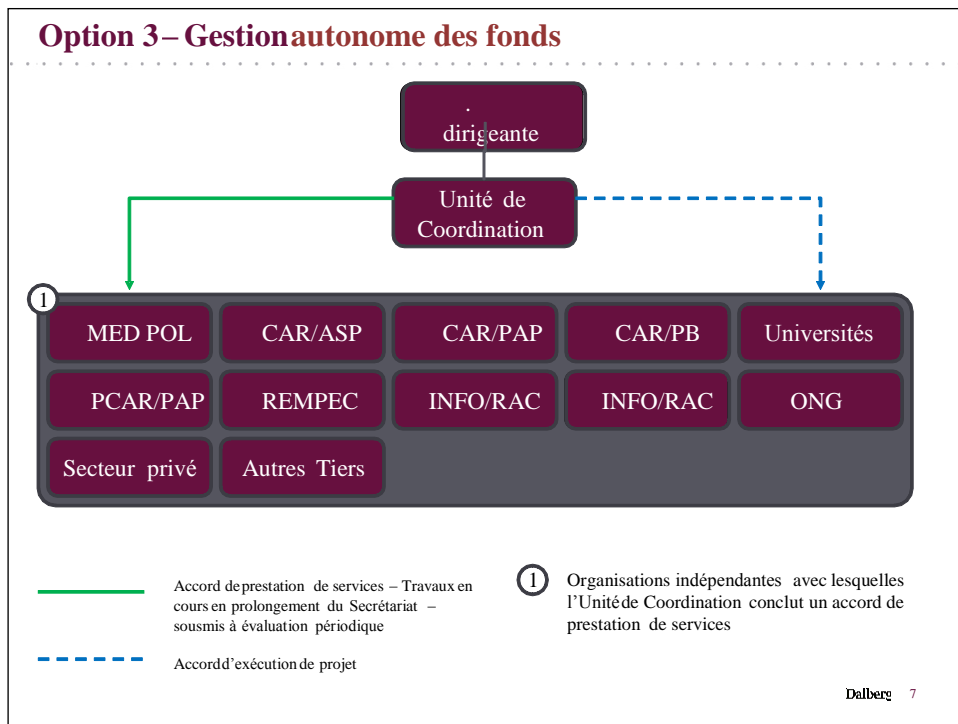 Option 3 – Gestion autonome des fonds
.
dirigeante
Unité de
Coordination
1
MED POL
CAR/ASP
CAR/PAP
CAR/PB
Universités
PCAR/PAP
REMPEC
INFO/RAC
INFO/RAC
ONG
Secteur privé
Autres Tiers
Accord de prestation de services – Travaux en
cours en prolongement du Secrétariat –
sousmis à évaluation périodique
Accord d'exécution de projet
1
Organisations indépendantes avec lesquelles
l'Unité de Coordination conclut un accord de
prestation de services
Dalberg 7